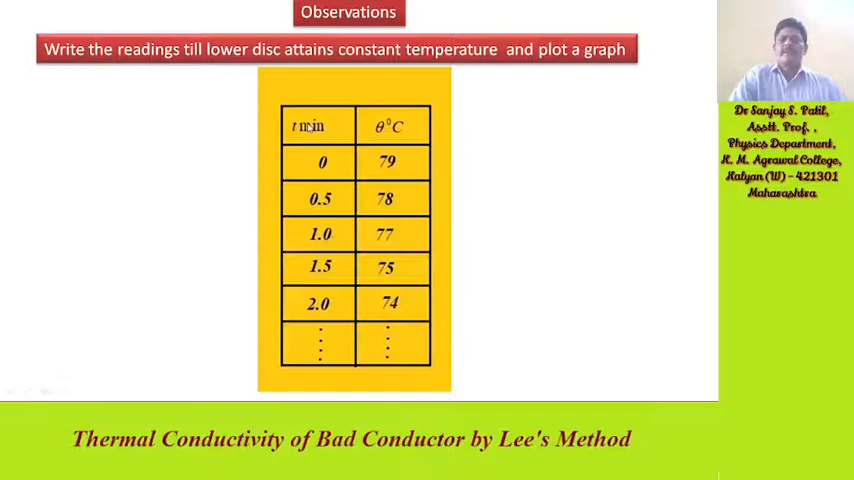 Observations
Write the readings till lower disc attains constant temperature and plot a graph
t min θ⁰C
0 79
0.5 78
1.0 77
1.5 75
2.0 74
Dr Sanjay S. Patil,
Asstt. Prof. ,
Physics Department,
K. M. Agrawal College,
Kalyan (W) - 421301
Maharashtra
Thermal Conductivity of Bad Conductor by Lee's Method